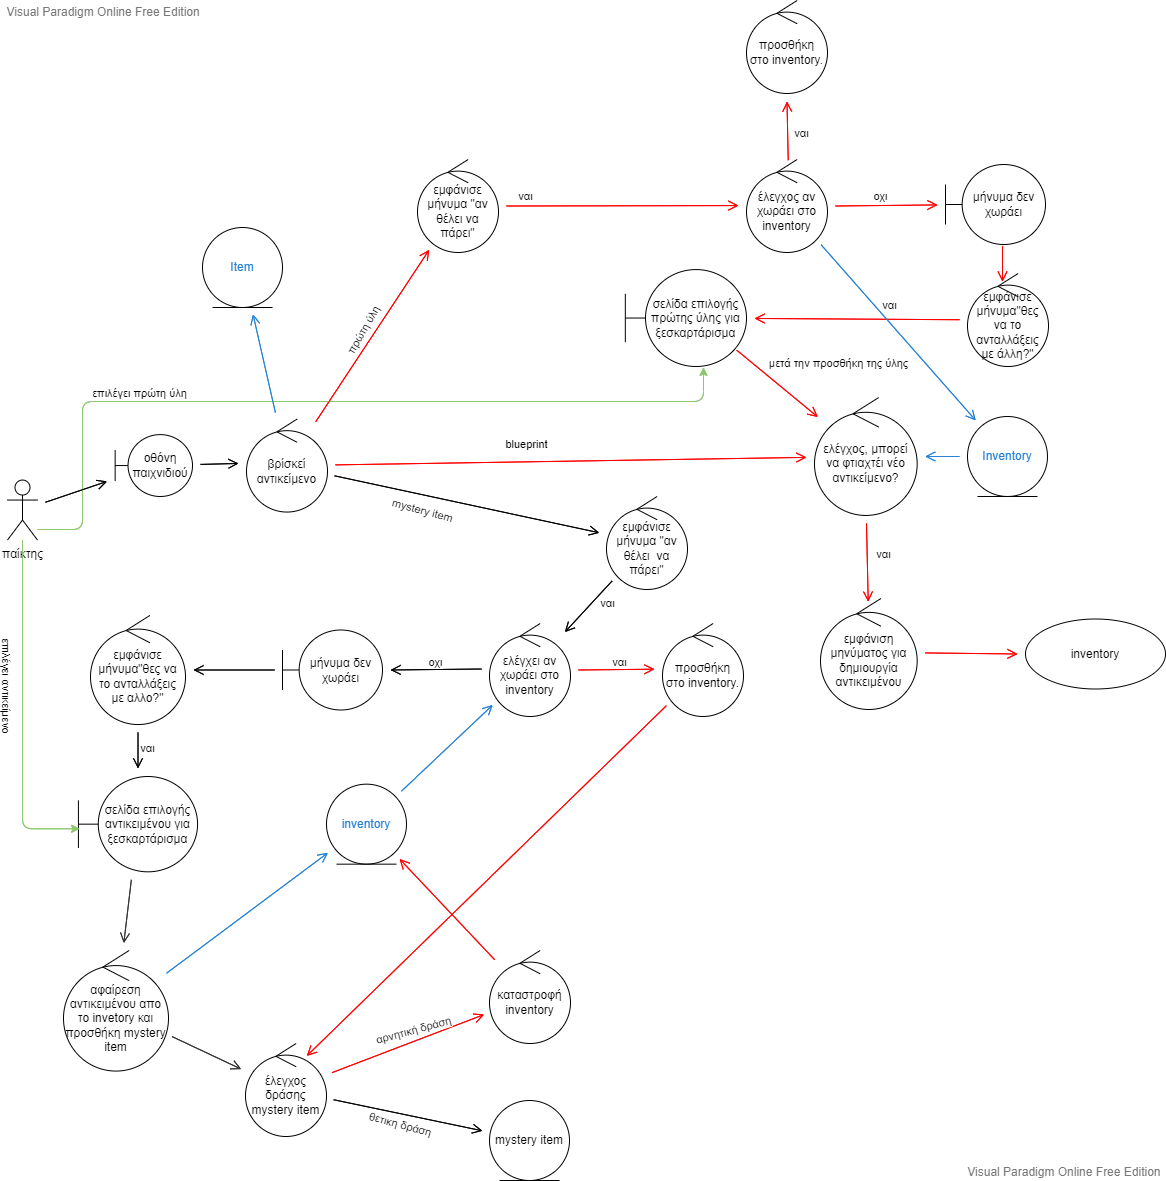 Visual Paradigm Online Free Edition
προσθήκη
στο inventory.
ναι
εμφάνισε
μήνυμα "αν
θέλει να
πάρει"
ναι
έλεγχος αν
χωράει στο
inventory
οχι
μήνυμα δεν
χωράει
Item
πρώτη ύλη
σελίδα επιλογής
πρώτης ύλης για
ξεσκαρτάρισμα
ναι
εμφάνισε
μήνυμα"θες
να το
ανταλλάξεις
με άλλη?"
μετά την προσθήκη της ύλης
επιλέγει πρώτη ύλη
οθόνη
παιχνιδιού
βρίσκεί
αντικείμενο
blueprint
ελέγχος, μπορεί
να φτιαχτέί νέο
αντικείμενο?
Inventory
mystery item
παίκτης
εμφάνισε
μήνυμα "αν
θέλει  να
πάρει"
ναι
ναι
εμφάνισε
μήνυμα"θες να
το ανταλλάξεις
με αλλο?"
μήνυμα δεν
χωράει
οχι
ελέγχει αν
χωράει στο
inventory
ναι
προσθήκη
στο inventory.
εμφάνιση
μηνύματος για
δημιουργία
αντικειμένου
inventory
επιλέγει αντικείμενο
ναι
σελίδα επιλογής
αντικειμένου για
ξεσκαρτάρισμα
inventory
αφαίρεση
αντικειμένου απο
το invetory και
προσθήκη mystery
item
καταστροφή
inventory
αρνητική δράση
έλεγχος
δράσης
mystery item
θετικη δράση
mystery item
Visual Paradigm Online Free Edition